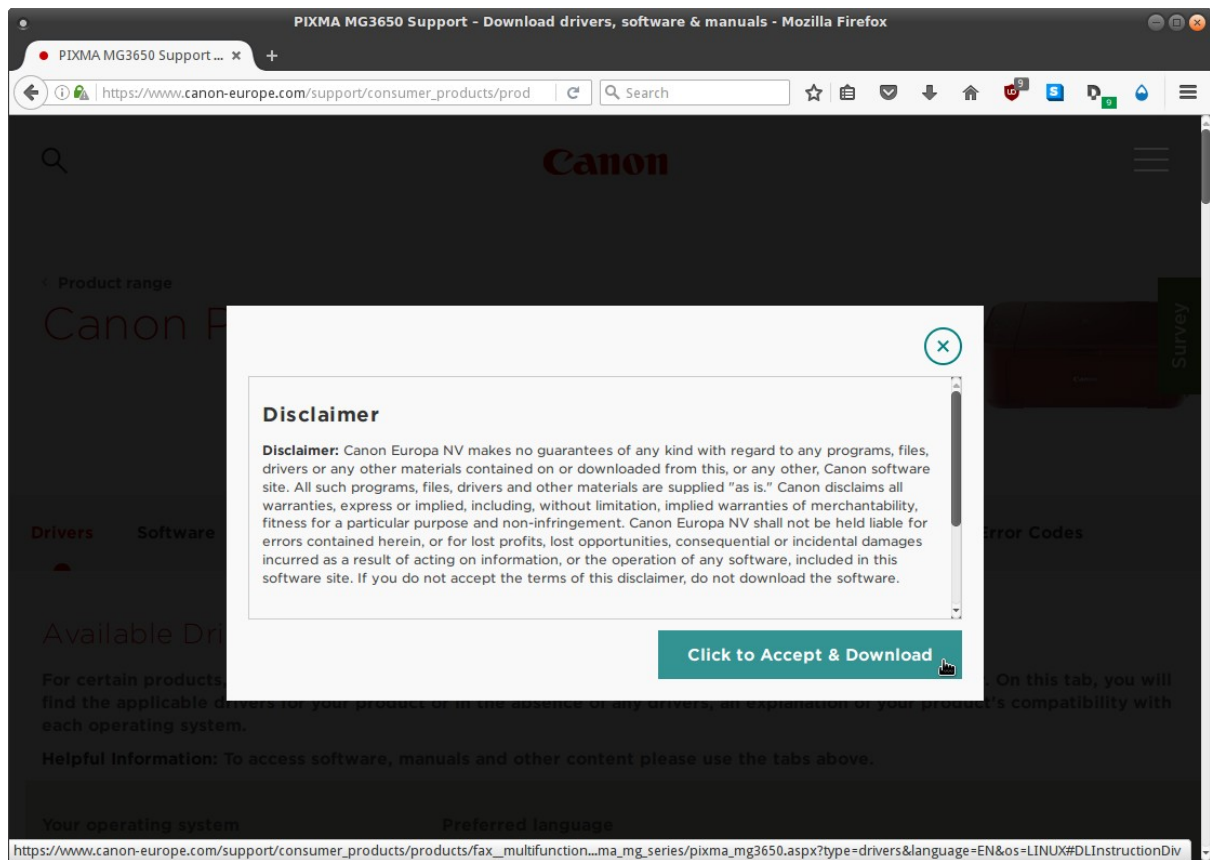 PIXMA MG3650 Support - Download drivers, software & manuals - Mozilla Firefox
PIXMA MG3650 Support ...
https://www.canon-europe.com/support/consumer_products/prod
Search
9
S
9
Canon
< Product range
Canon P
Survey
Disclaimer
Disclaimer: Canon Europa NV makes no guarantees of any kind with regard to any programs, files,
drivers or any other materials contained on or downloaded from this, or any other, Canon software
site. All such programs, files, drivers and other materials are supplied "as is." Canon disclaims all
warranties, express or implied, including, without limitation, implied warranties of merchantability,
fitness for a particular purpose and non-infringement. Canon Europa NV shall not be held liable for
errors contained herein, or for lost profits, lost opportunities, consequential or incidental damages
incurred as a result of acting on information, or the operation of any software, included in this
software site. If you do not accept the terms of this disclaimer, do not download the software.
Click to Accept & Download
Drivers Software Error Codes
Available Dri
For certain products, . On this tab, you will
find the applicable drivers for your product or in the absence of any drivers, an explanation of your product's compatibility with
each operating system.
Helpful Information: To access software, manuals and other content please use the tabs above.
Your operating system Preferred language
https://www.canon-europe.com/support/consumer_products/products/fax__multifunction...ma_mg_series/pixma_mg3650.aspx?type=drivers&language=EN&os=LINUX#DLInstructionDiv